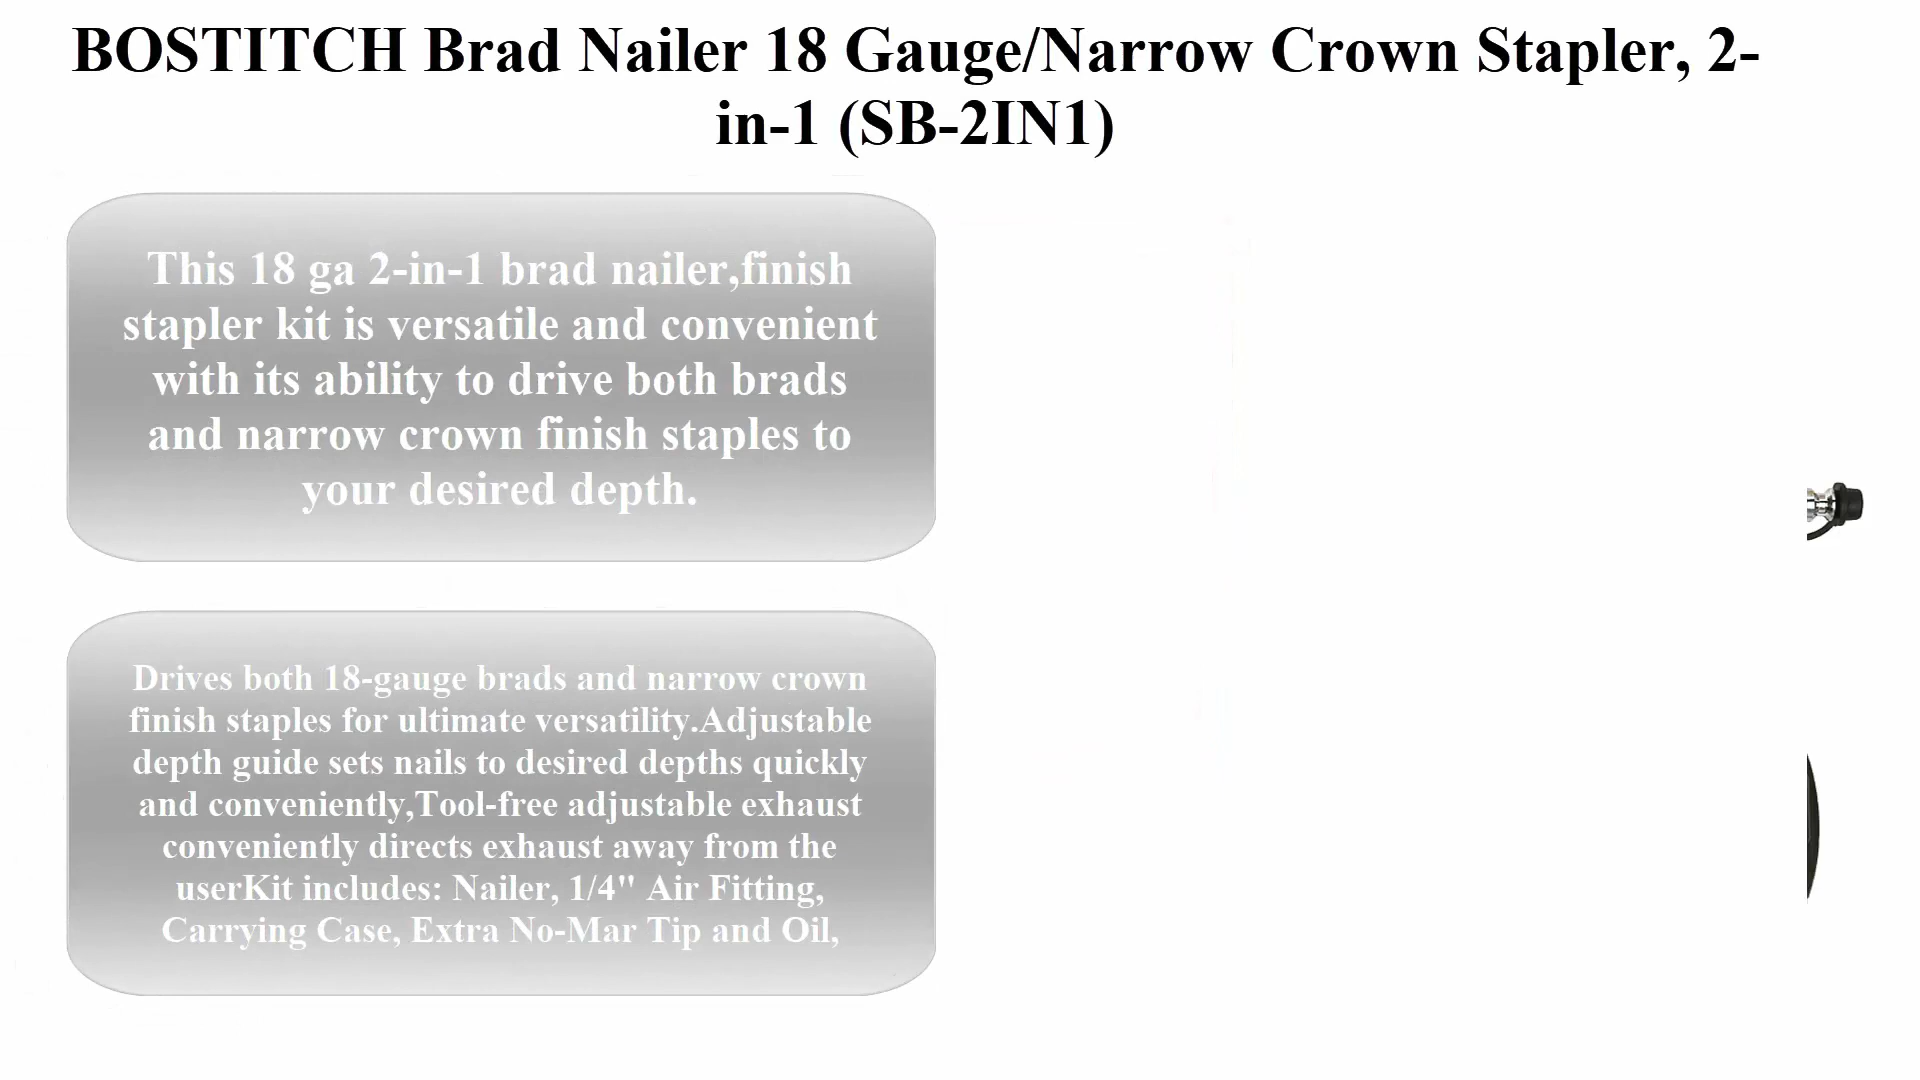 BOSTITCH Brad Nailer 18 Gauge/Narrow Crown Stapler, 2-
in-1 (SB-2IN1)
This 18 ga 2-in-1 brad nailer,finish
stapler kit is versatile and convenient
with its ability to drive both brads
and narrow crown finish staples to
your desired depth.
Drives both 18-gauge brads and narrow crown
finish staples for ultimate versatility.Adjustable
depth guide sets nails to desired depths quickly
and conveniently,Tool-free adjustable exhaust
conveniently directs exhaust away from the
userKit includes: Nailer, 1/4" Air Fitting,
Carrying Case, Extra No-Mar Tip and Oil,